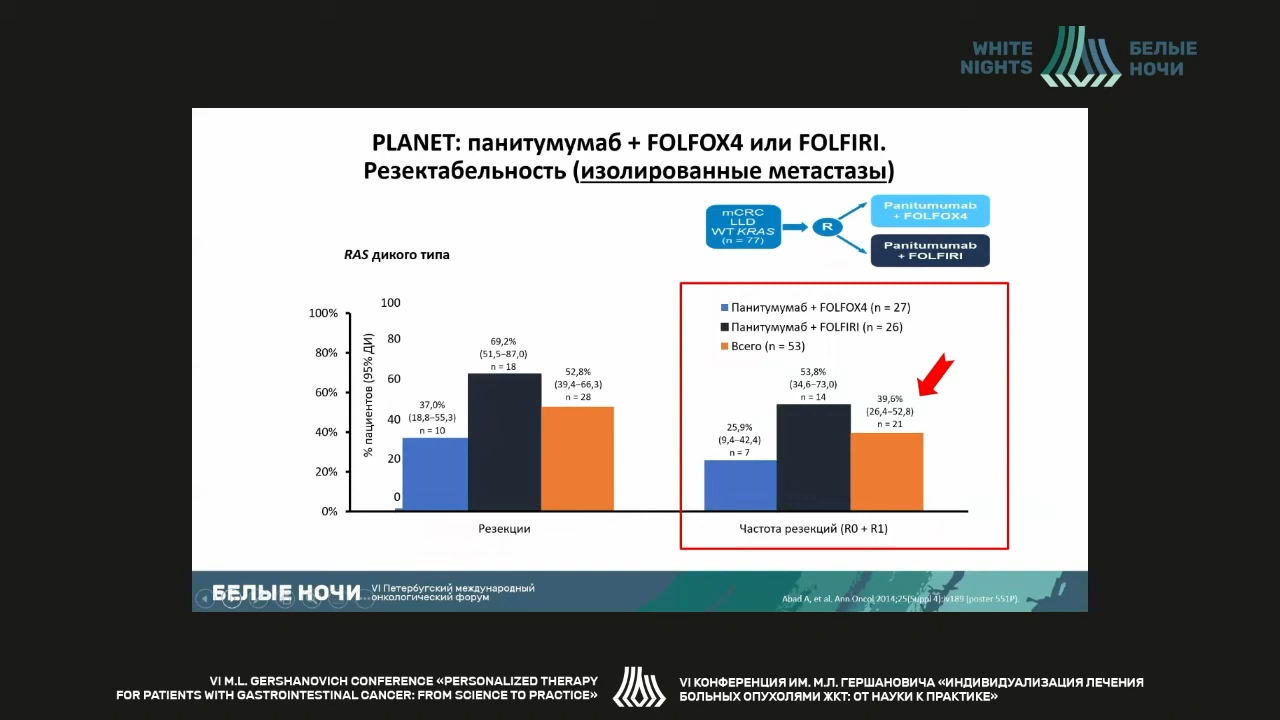 WHITE
NIGHTS
БЕЛЫЕ
НОЧИ
PLANET: панитумумаб + FOLFOX4 или FOLFIRI.
Резектабельность (изолированные метастазы)
mCRC
LLD
WT KRAS
(n = 77)
R
Panitumumab
+ FOLFOX4
Panitumumab
+ FOLFIRI
RAS дикого типа
100%
80%
60%
40%
20%
0%
% пациентов (95% ДИ)
100
80
60
40
20
0
37,0%
(18,8–55,3)
n = 10
69,2%
(51,5–87,0)
n = 18
52,8%
(39,4–66,3)
n = 28
Резекции
Панитумумаб + FOLFOX4 (n = 27)
Панитумумаб + FOLFIRI (n = 26)
Всего (n = 53)
25,9%
(9,4–42,4)
n = 7
53,8%
(34,6–73,0)
n = 14
39,6%
(26,4–52,8)
n = 21
Частота резекций (R0 + R1)
БЕЛЫЕ НОЧИ
VI Петербугский международный
онкологический форум
Abad A, et al. Ann Oncol 2014;25(Suppl 4):iv189 (poster 551P).
VI M.L. GERSHANOVICH CONFERENCE «PERSONALIZED THERAPY
FOR PATIENTS WITH GASTROINTESTINAL CANCER: FROM SCIENCE TO PRACTICE»
VI КОНФЕРЕНЦИЯ ИМ. М.Л. ГЕРШАНОВИЧА «ИНДИВИДУАЛИЗАЦИЯ ЛЕЧЕНИЯ
БОЛЬНЫХ ОПУХОЛЯМИ ЖКТ: ОТ НАУКИ К ПРАКТИКЕ»